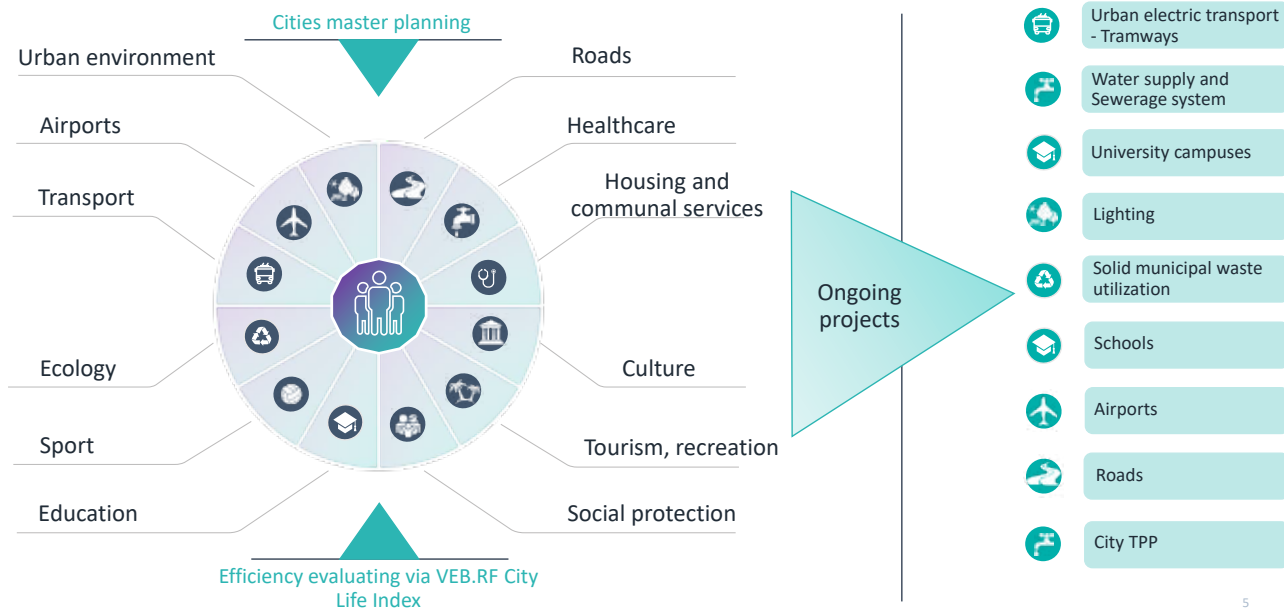 Cities master planning
Urban environment
Roads
Airports
Healthcare
Transport
Housing and
communal services
Ecology
Culture
Sport
Tourism, recreation
Education
Social protection
Efficiency evaluating via VEB.RF City
Life Index
Ongoing
projects
Urban electric transport
- Tramways
Water supply and
Sewerage system
University campuses
Lighting
Solid municipal waste
utilization
Schools
Airports
Roads
City TPP
5